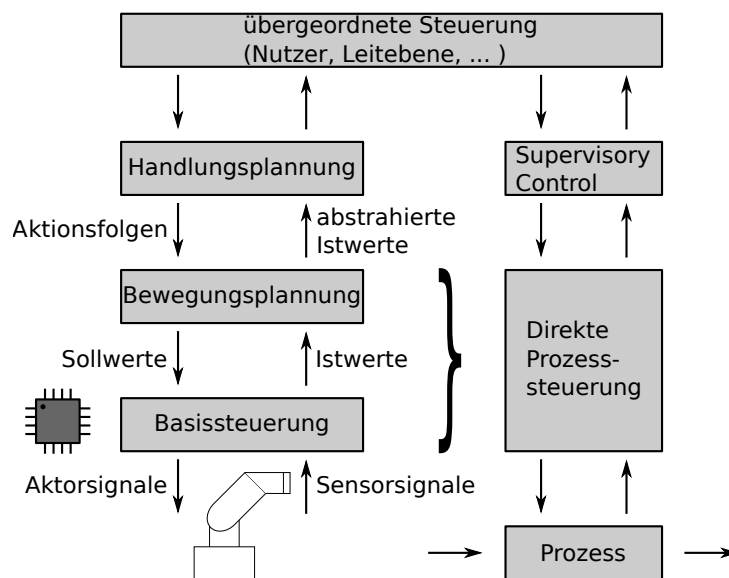 übergeordnete Steuerung
(Nutzer, Leitebene, ... )
Handlungsplannung
Supervisory
Control
Aktionsfolgen
abstrahierte
Istwerte
Bewegungsplannung
Direkte
Prozess-
steuerung
Sollwerte
Istwerte
Basissteuerung
Aktorsignale
Sensorsignale
Prozess